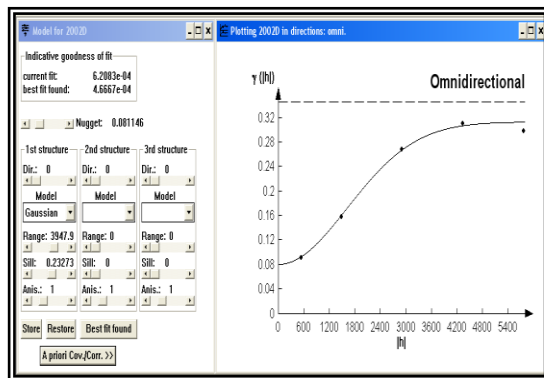 Model for 2002D
Indicative goodness of fit
current fit: 6.2083e-04
best fit found: 4.6667e-04
Nugget: 0.081146
1st structure 2nd structure 3rd structure
Dir.: 0 Dir.: 0 Dir.: 0
Model Model Model
Gaussian
Range: 3947.9 Range: 0 Range: 0
Sill: 0.23273 Sill: 0 Sill: 0
Anis.: 1 Anis.: 1 Anis.: 1
Store Restore Best fit found
A priori Cov./Corr. >>
Plotting 2002D in directions: omni.
γ (|h|)
Omnidirectional
0.32
0.28
0.24
0.2
0.16
0.12
0.08
0.04
0
0 600 1200 1800 2400 3000 3600 4200 4800 5400
|h|